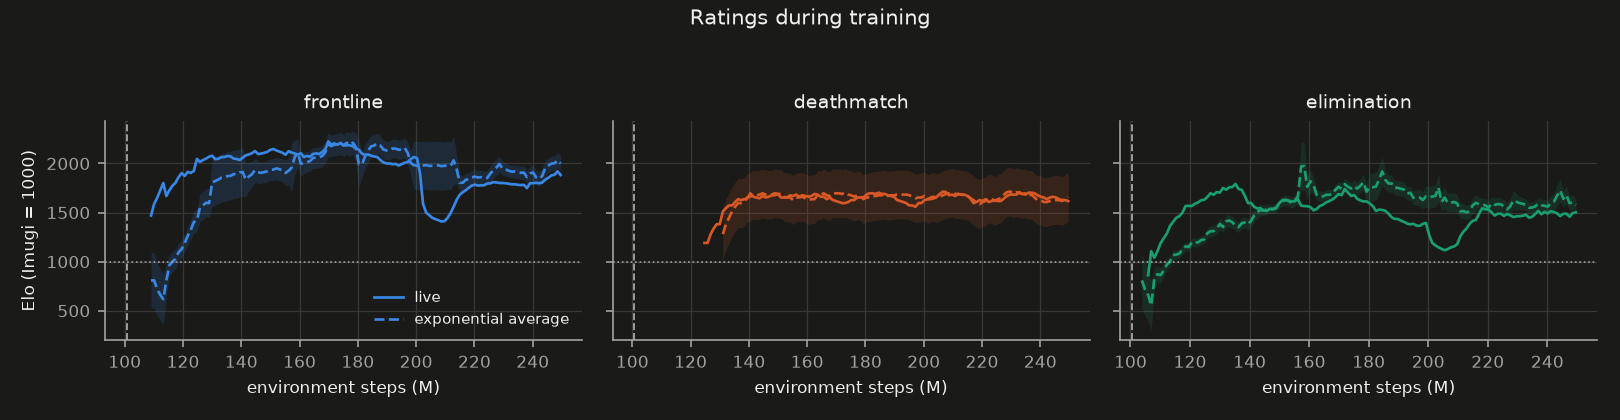 Ratings during training
frontline
deathmatch
elimination
Elo (Imugi = 1000)
2000
1500
1000
500
live
exponential average
100 120 140 160 180 200 220 240
100 120 140 160 180 200 220 240
100 120 140 160 180 200 220 240
environment steps (M)
environment steps (M)
environment steps (M)